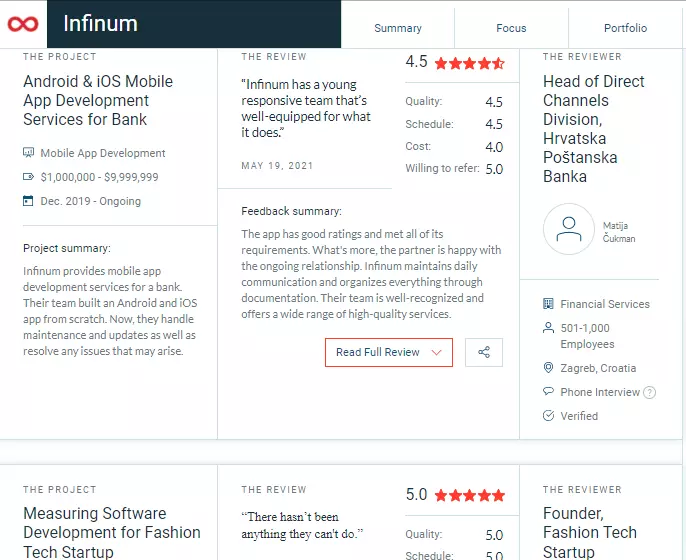 Infinum
Summary
Focus
Portfolio
THE PROJECT
Android & iOS Mobile
App Development
Services for Bank
Mobile App Development
$1,000,000 - $9,999,999
Dec. 2019 - Ongoing
Project summary:
Infinum provides mobile app
development services for a bank.
Their team built an Android and iOS
app from scratch. Now, they handle
maintenance and updates as well as
resolve any issues that may arise.
THE REVIEW
“Infinum has a young
responsive team that’s
well-equipped for what
it does.”
MAY 19, 2021
4.5
Quality: 4.5
Schedule: 4.5
Cost: 4.0
Willing to refer: 5.0
Feedback summary:
The app has good ratings and met all of its
requirements. What's more, the partner is happy with
the ongoing relationship. Infinum maintains daily
communication and organizes everything through
documentation. Their team is well-recognized and
offers a wide range of high-quality services.
Read Full Review
THE REVIEWER
Head of Direct
Channels
Division,
Hrvatska
Poštanska
Banka
Matija
Čukman
Financial Services
501-1,000
Employees
Zagreb, Croatia
Phone Interview ?
Verified
THE PROJECT
Measuring Software
Development for Fashion
Tech Startup
THE REVIEW
“There hasn’t been
anything they can't do.”
5.0
Quality: 5.0
Schedule: 5.0
THE REVIEWER
Founder,
Fashion Tech
Startup